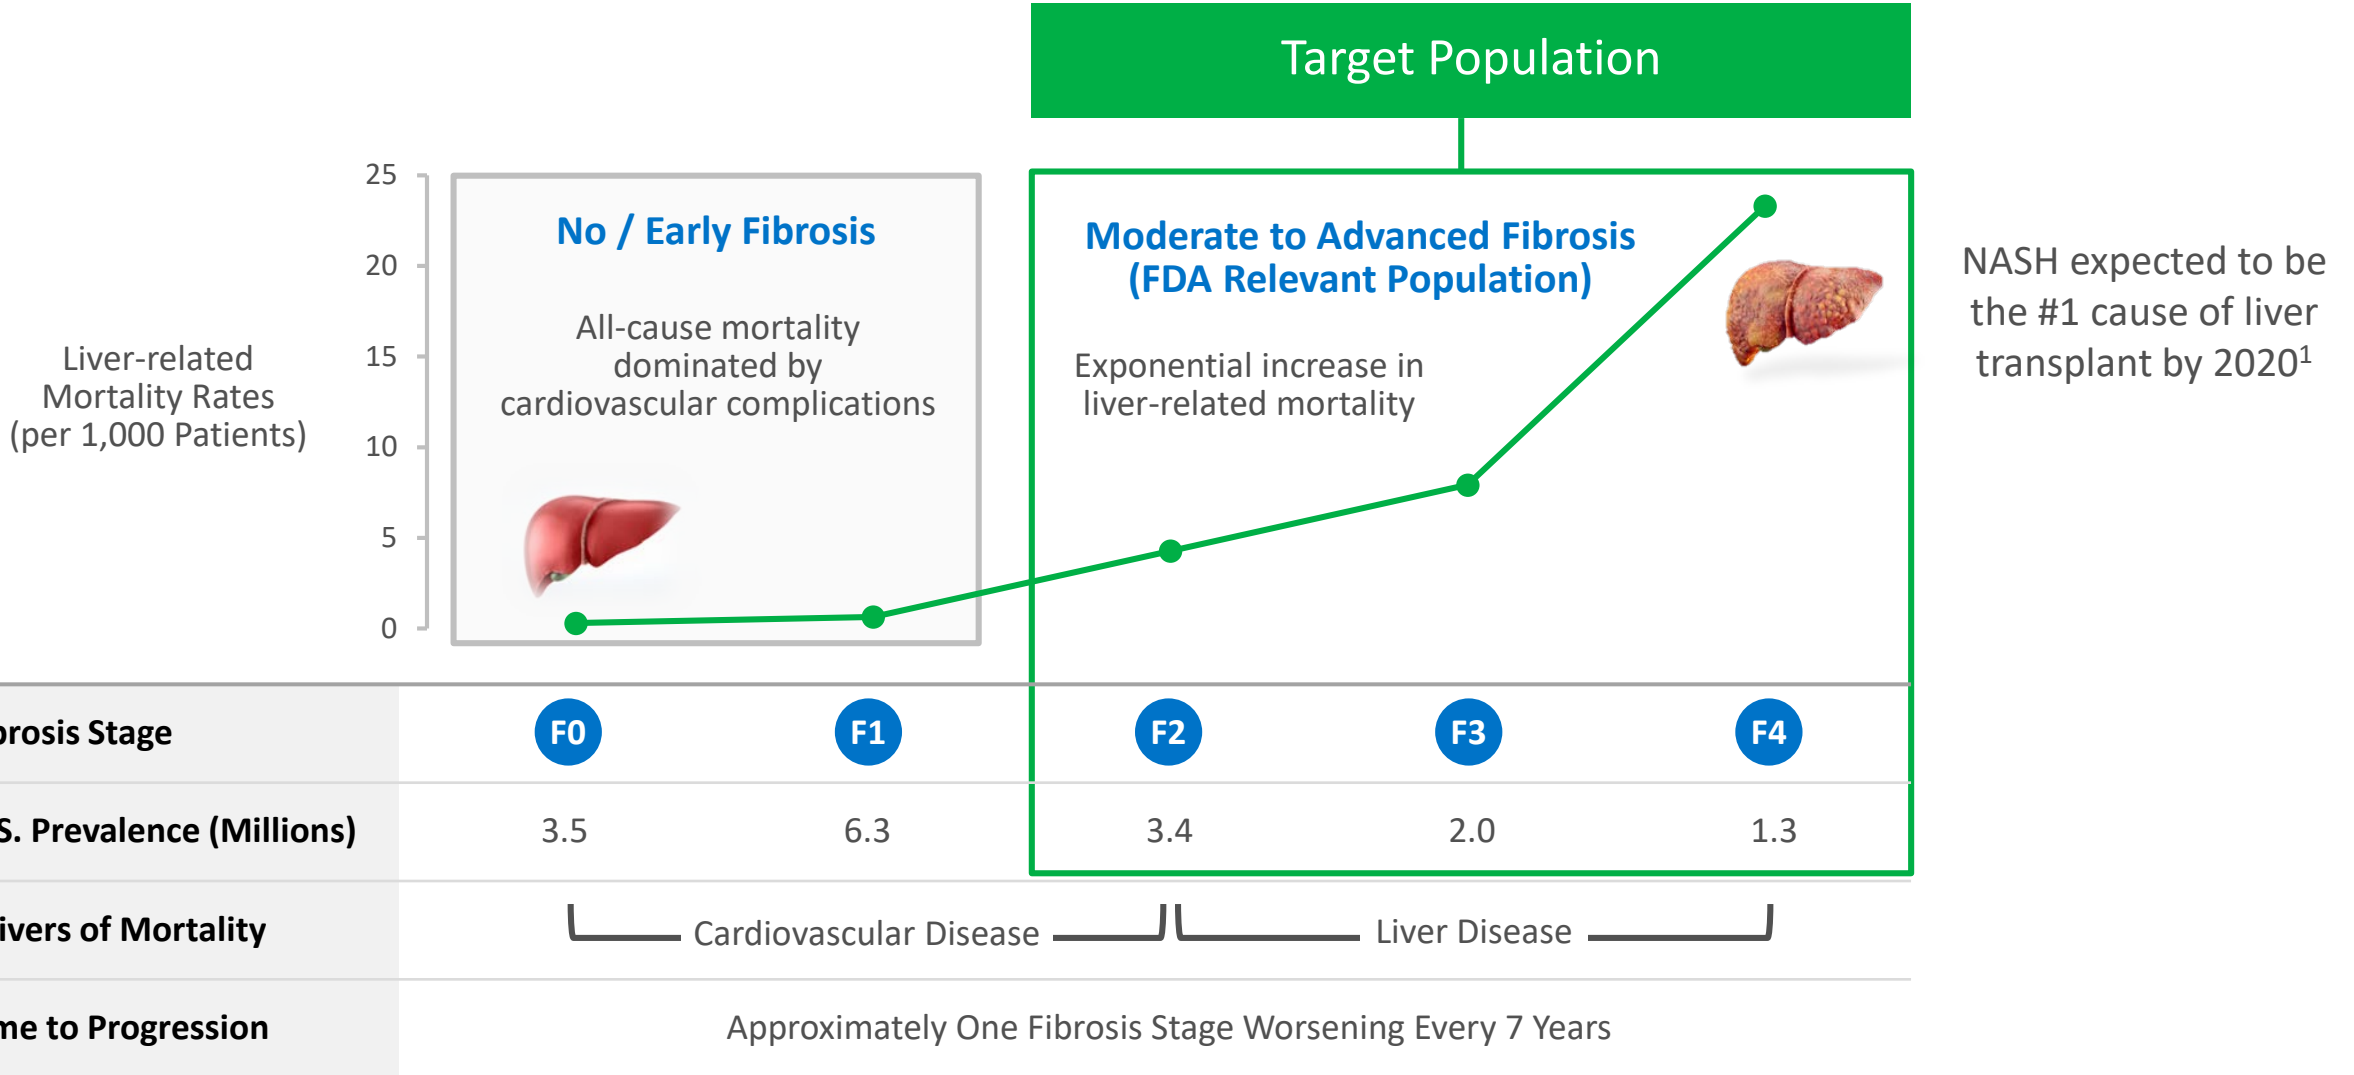 Target Population
25
20
15
10
5
0
Liver-related
Mortality Rates
(per 1,000 Patients)
No / Early Fibrosis
All-cause mortality
dominated by
cardiovascular complications
Moderate to Advanced Fibrosis
(FDA Relevant Population)
Exponential increase in
liver-related mortality
NASH expected to be
the #1 cause of liver
transplant by 2020¹
brosis Stage F0 F1 F2 F3 F4
S. Prevalence (Millions) 3.5 6.3 3.4 2.0 1.3
ivers of Mortality Cardiovascular Disease Liver Disease
me to Progression Approximately One Fibrosis Stage Worsening Every 7 Years